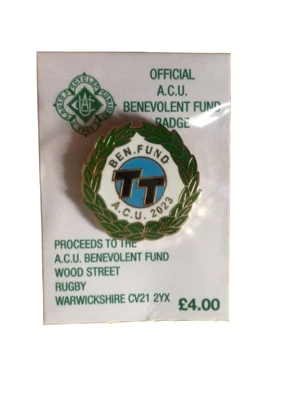 OFFICIAL
A.C.U.
BENEVOLENT FUND
BADGE
BEN. FUND
TT
A.C.U. 2023
PROCEEDS TO THE
A.C.U. BENEVOLENT FUND
WOOD STREET
RUGBY
WARWICKSHIRE CV21 2YX
£4.00